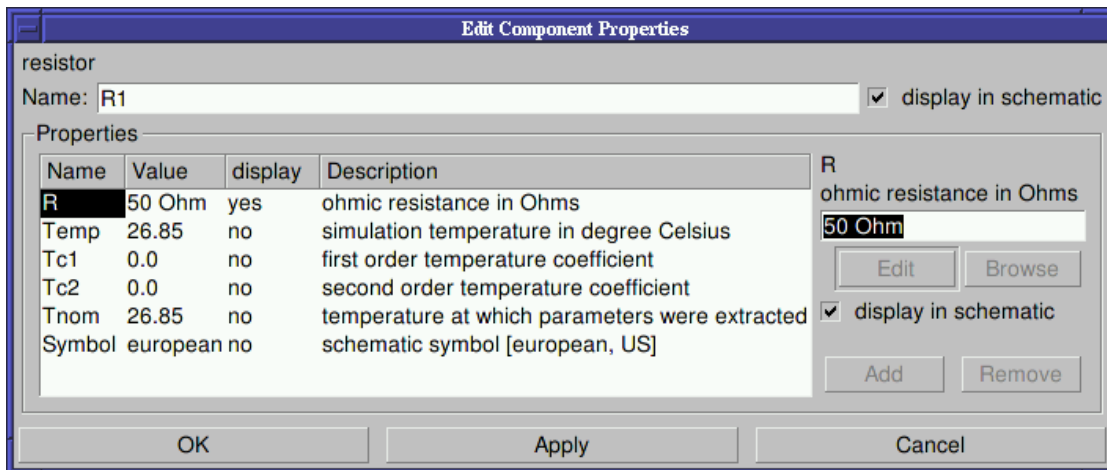 Edit Component Properties
resistor
Name: R1 display in schematic
Properties
Name Value display Description
R 50 Ohm yes ohmic resistance in Ohms
Temp 26.85 no simulation temperature in degree Celsius
Tc1 0.0 no first order temperature coefficient
Tc2 0.0 no second order temperature coefficient
Tnom 26.85 no temperature at which parameters were extracted
Symbol european no schematic symbol [european, US]
R
ohmic resistance in Ohms
50 Ohm
Edit Browse
display in schematic
Add Remove
OK Apply Cancel